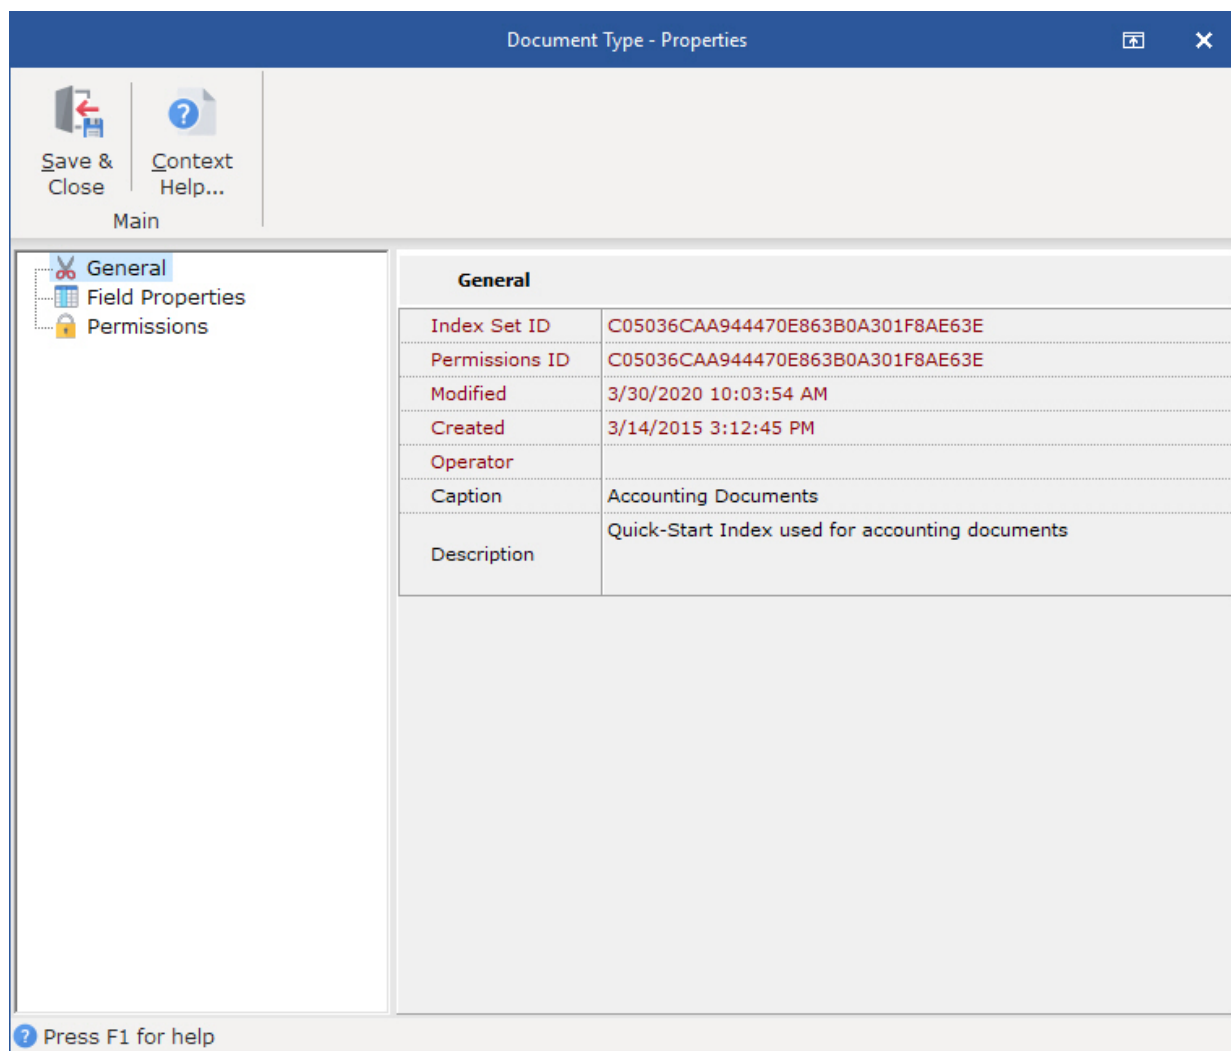 Document Type - Properties
Save & Close
Context Help...
Main
General
Field Properties
Permissions
General
Index Set ID C05036CAA944470E863B0A301F8AE63E
Permissions ID C05036CAA944470E863B0A301F8AE63E
Modified 3/30/2020 10:03:54 AM
Created 3/14/2015 3:12:45 PM
Operator
Caption Accounting Documents
Description Quick-Start Index used for accounting documents
Press F1 for help